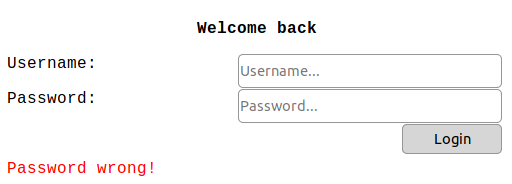 Welcome back
Username: Username...
Password: Password...
Login
Password wrong!